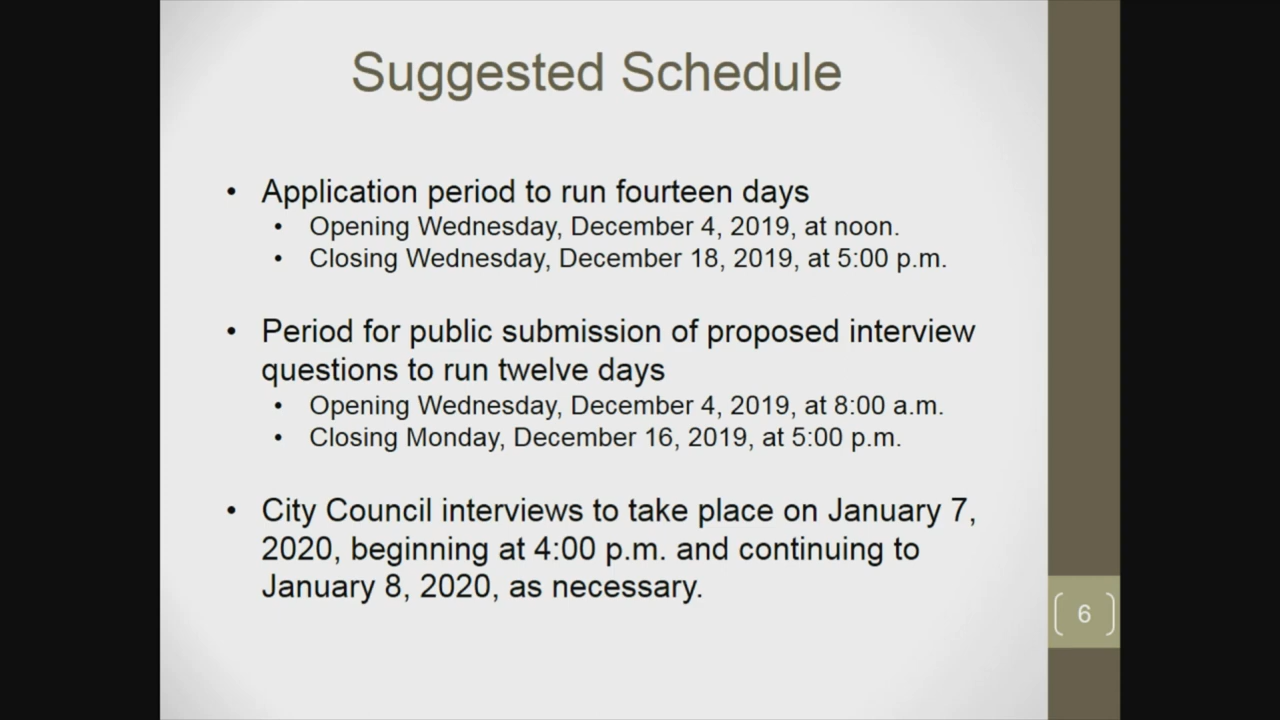 Suggested Schedule
• Application period to run fourteen days
• Opening Wednesday, December 4, 2019, at noon.
• Closing Wednesday, December 18, 2019, at 5:00 p.m.
• Period for public submission of proposed interview
questions to run twelve days
• Opening Wednesday, December 4, 2019, at 8:00 a.m.
• Closing Monday, December 16, 2019, at 5:00 p.m.
• City Council interviews to take place on January 7,
2020, beginning at 4:00 p.m. and continuing to
January 8, 2020, as necessary.
6